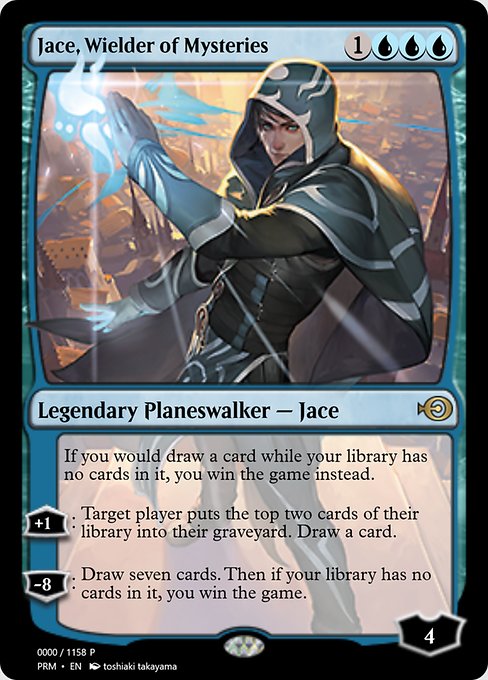 Jace, Wielder of Mysteries 1
Legendary Planeswalker — Jace
If you would draw a card while your library has
no cards in it, you win the game instead.
+1 : Target player puts the top two cards of their
library into their graveyard. Draw a card.
-8 : Draw seven cards. Then if your library has no
cards in it, you win the game.
4
0000 / 1158 P
PRM • EN toshiaki takayama